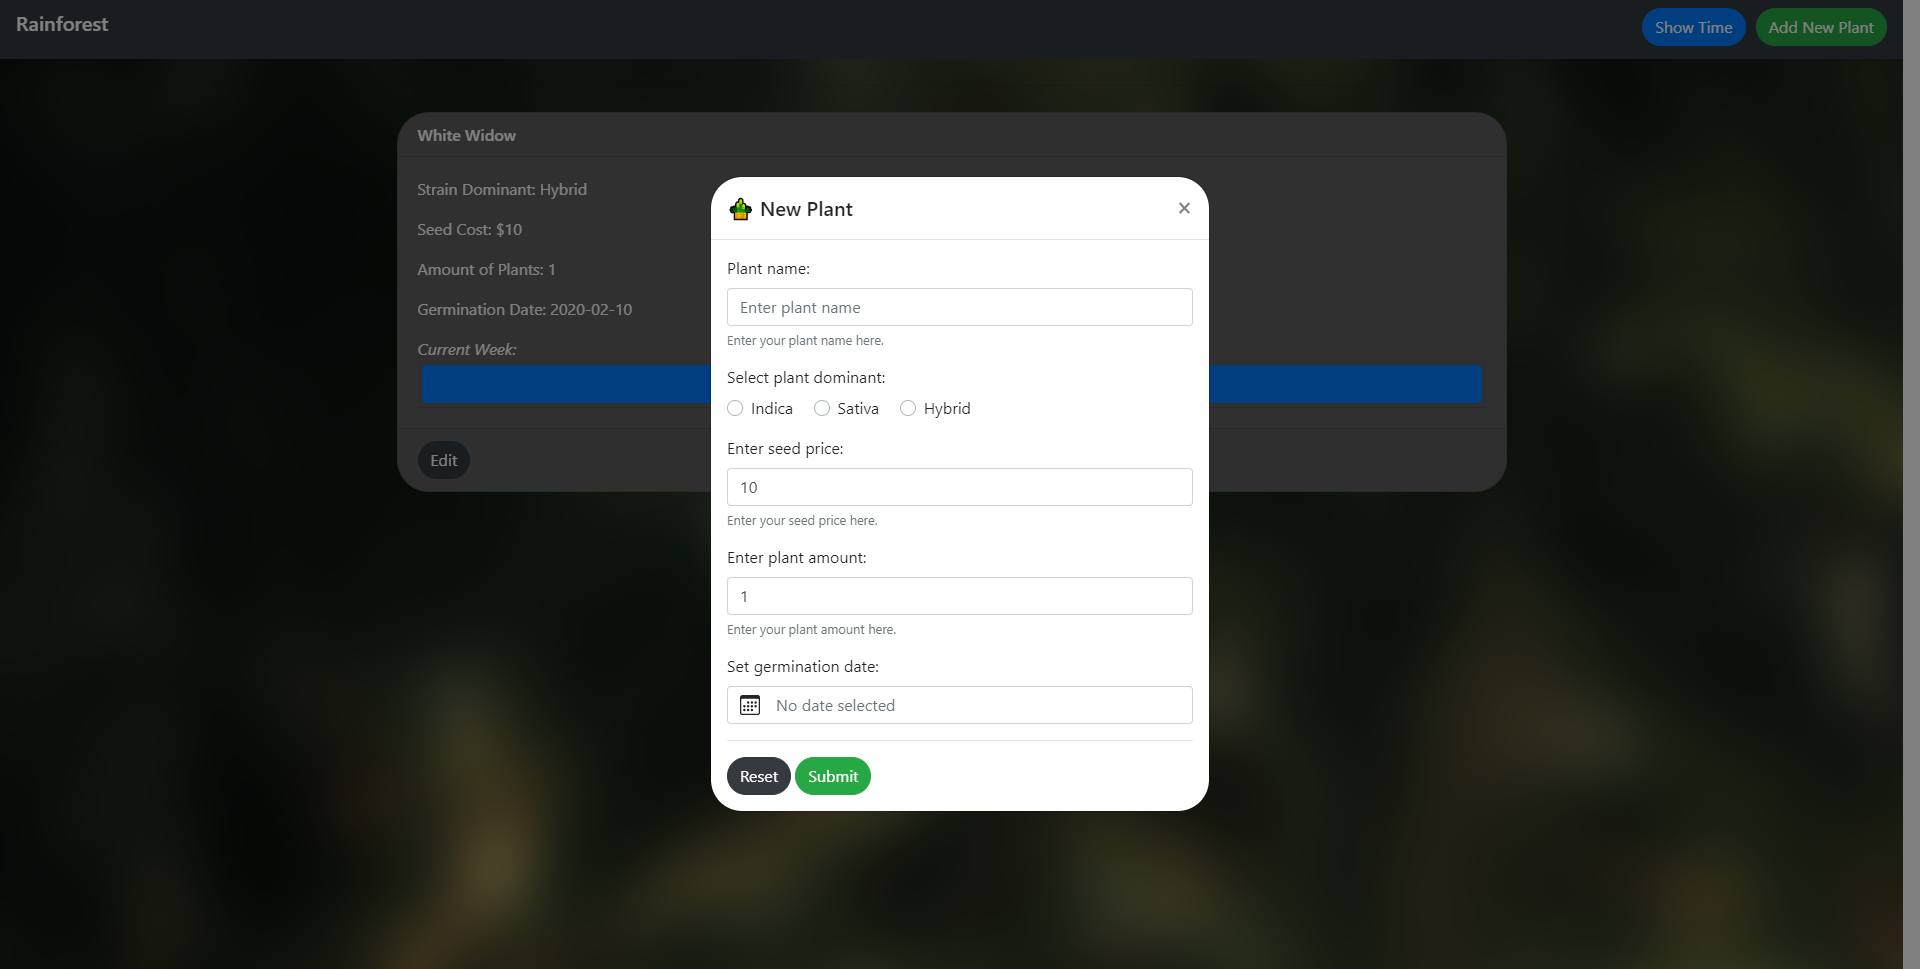 Rainforest
Show Time
Add New Plant
White Widow
Strain Dominant: Hybrid
Seed Cost: $10
Amount of Plants: 1
Germination Date: 2020-02-10
Current Week:
Edit
New Plant
×
Plant name:
Enter plant name
Enter your plant name here.
Select plant dominant:
Indica Sativa Hybrid
Enter seed price:
10
Enter your seed price here.
Enter plant amount:
1
Enter your plant amount here.
Set germination date:
No date selected
Reset Submit